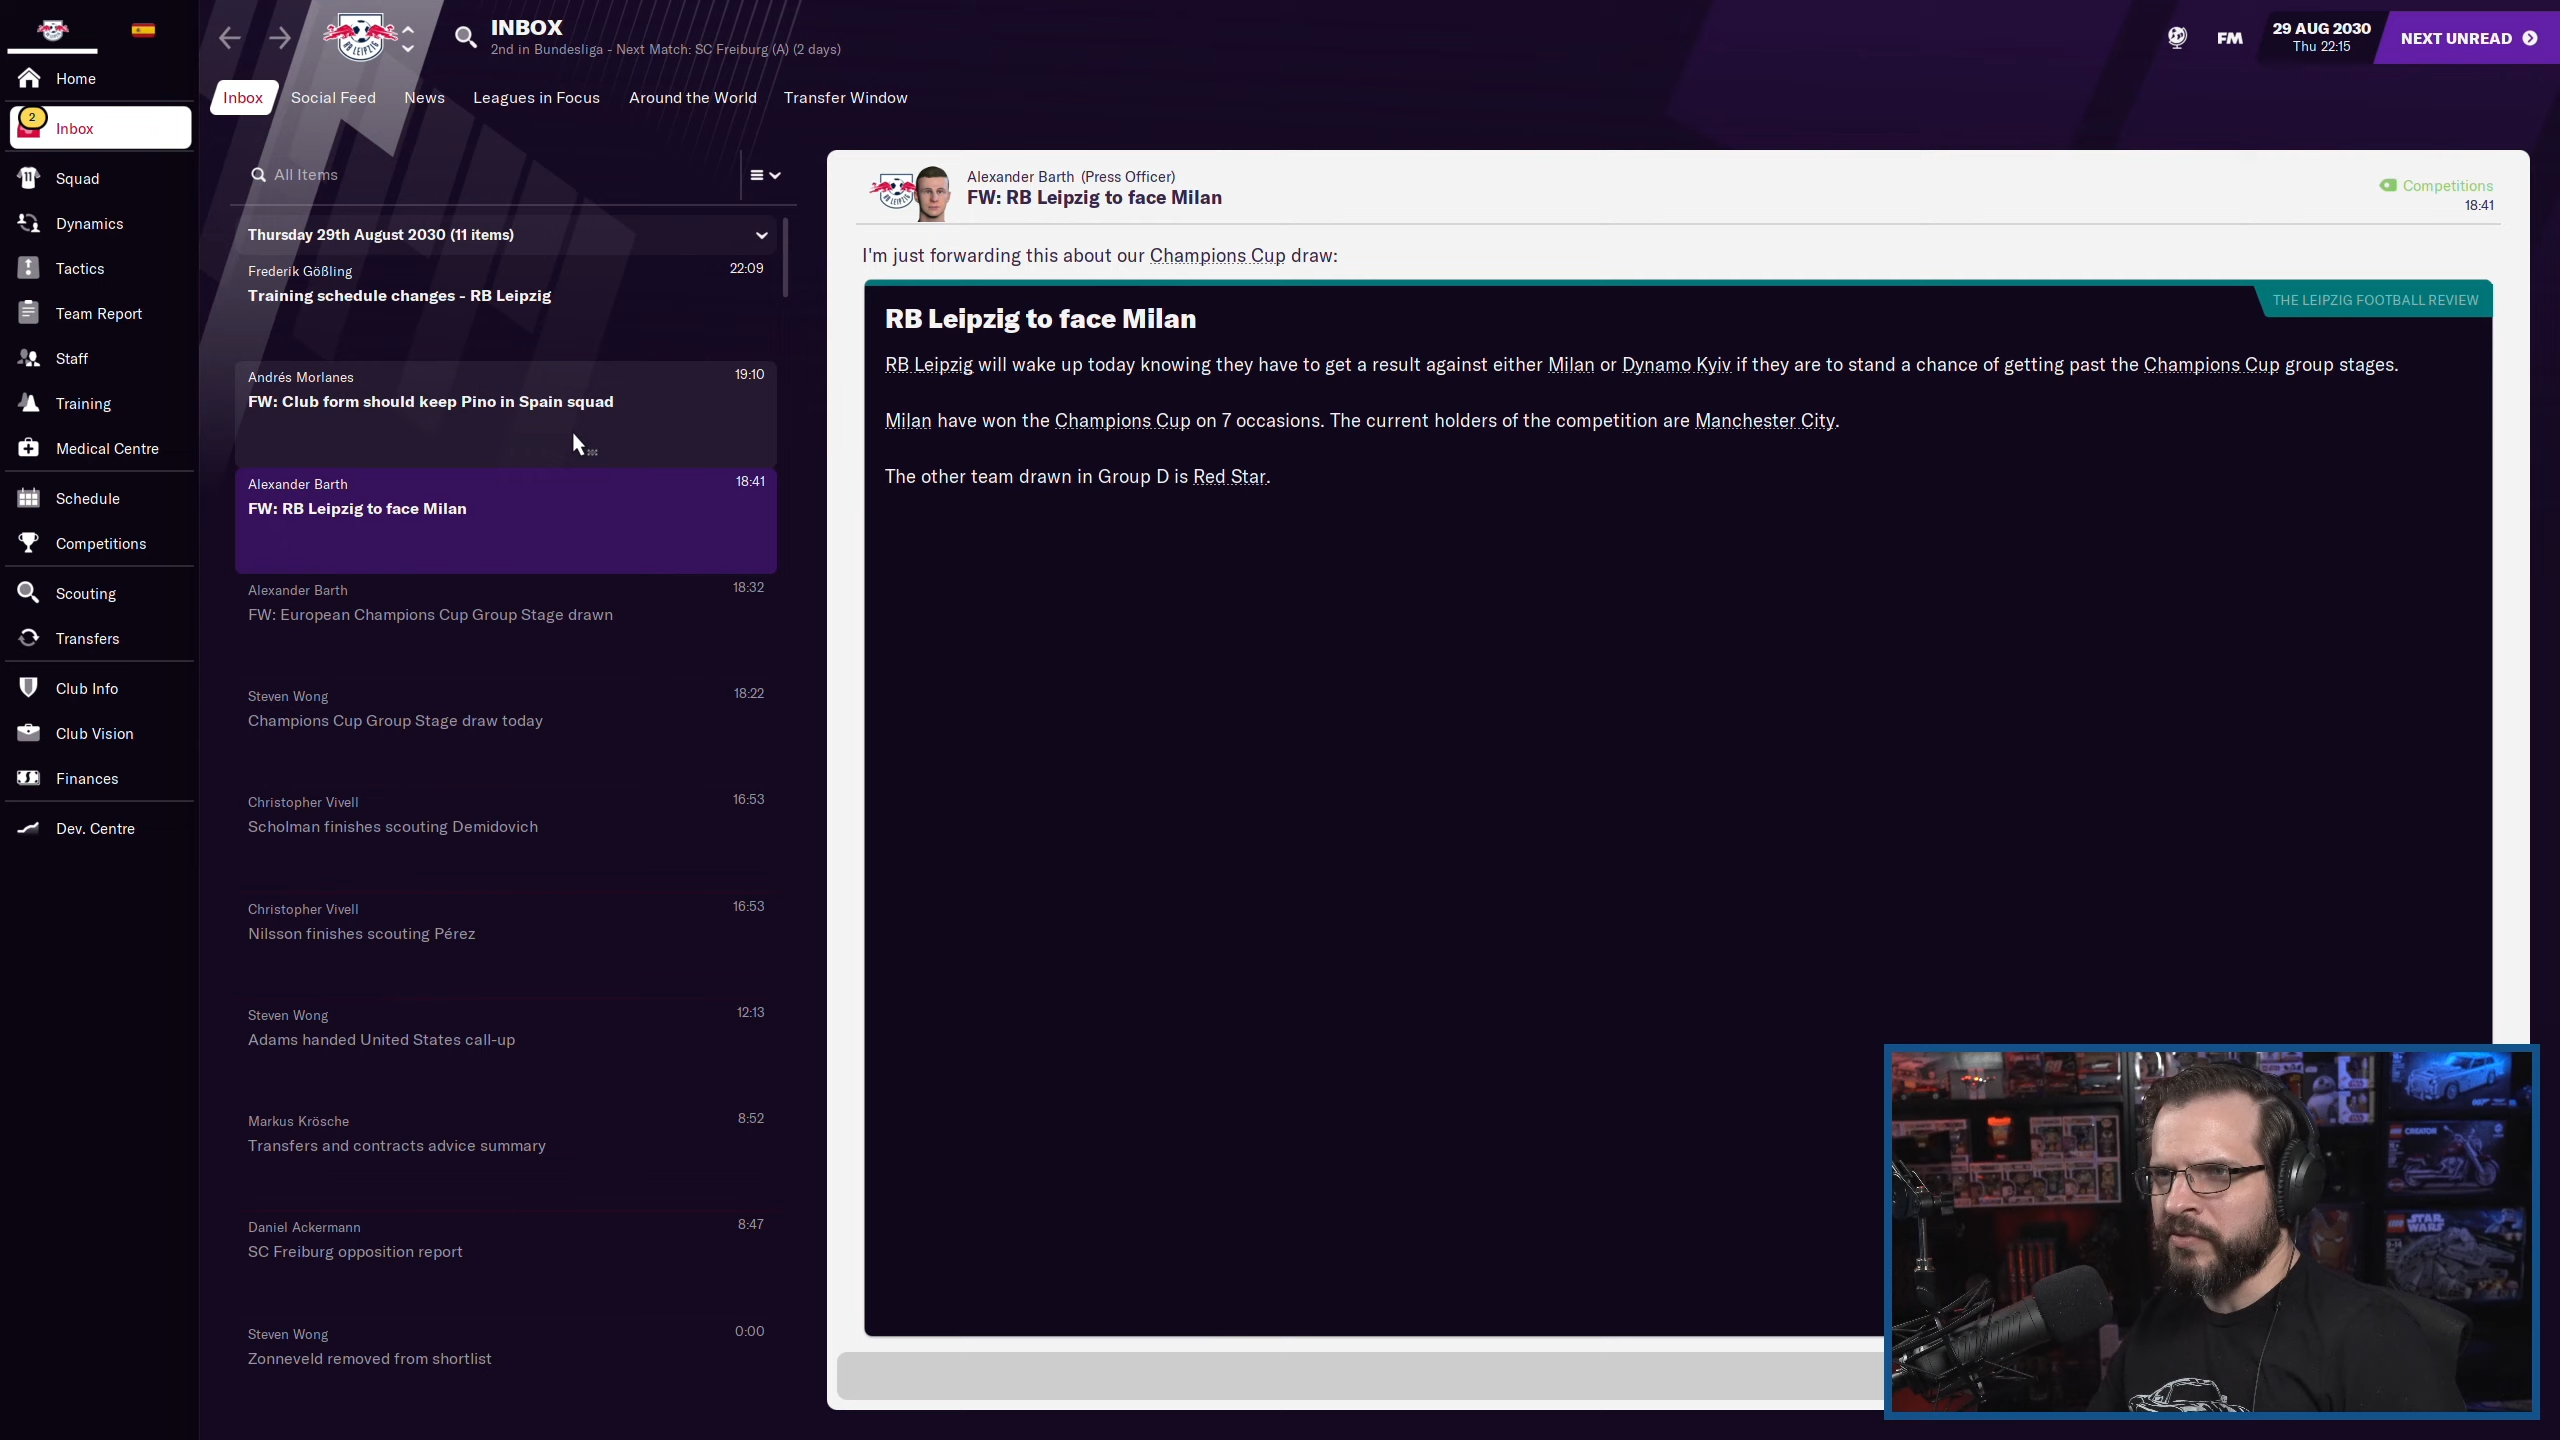 INBOX
2nd in Bundesliga - Next Match: SC Freiburg (A) (2 days)
FM
29 AUG 2030
Thu 22:15
NEXT UNREAD
Inbox
Social Feed
News
Leagues in Focus
Around the World
Transfer Window
Home
2
Inbox
Squad
Dynamics
Tactics
Team Report
Staff
Training
Medical Centre
Schedule
Competitions
Scouting
Transfers
Club Info
Club Vision
Finances
Dev. Centre
All Items
Thursday 29th August 2030 (11 items)
Frederik Gößling
22:09
Training schedule changes - RB Leipzig
Andrés Morlanes
19:10
FW: Club form should keep Pino in Spain squad
Alexander Barth
18:41
FW: RB Leipzig to face Milan
Alexander Barth
18:32
FW: European Champions Cup Group Stage drawn
Steven Wong
18:22
Champions Cup Group Stage draw today
Christopher Vivell
16:53
Scholman finishes scouting Demidovich
Christopher Vivell
16:53
Nilsson finishes scouting Pérez
Steven Wong
12:13
Adams handed United States call-up
Markus Krösche
8:52
Transfers and contracts advice summary
Daniel Ackermann
8:47
SC Freiburg opposition report
Steven Wong
0:00
Zonneveld removed from shortlist
Alexander Barth (Press Officer)
FW: RB Leipzig to face Milan
Competitions
18:41
I'm just forwarding this about our Champions Cup draw:
THE LEIPZIG FOOTBALL REVIEW
RB Leipzig to face Milan
RB Leipzig will wake up today knowing they have to get a result against either Milan or Dynamo Kyiv if they are to stand a chance of getting past the Champions Cup group stages.
Milan have won the Champions Cup on 7 occasions. The current holders of the competition are Manchester City.
The other team drawn in Group D is Red Star.
RB LEIPZIG
CREATOR
STAR
WARS